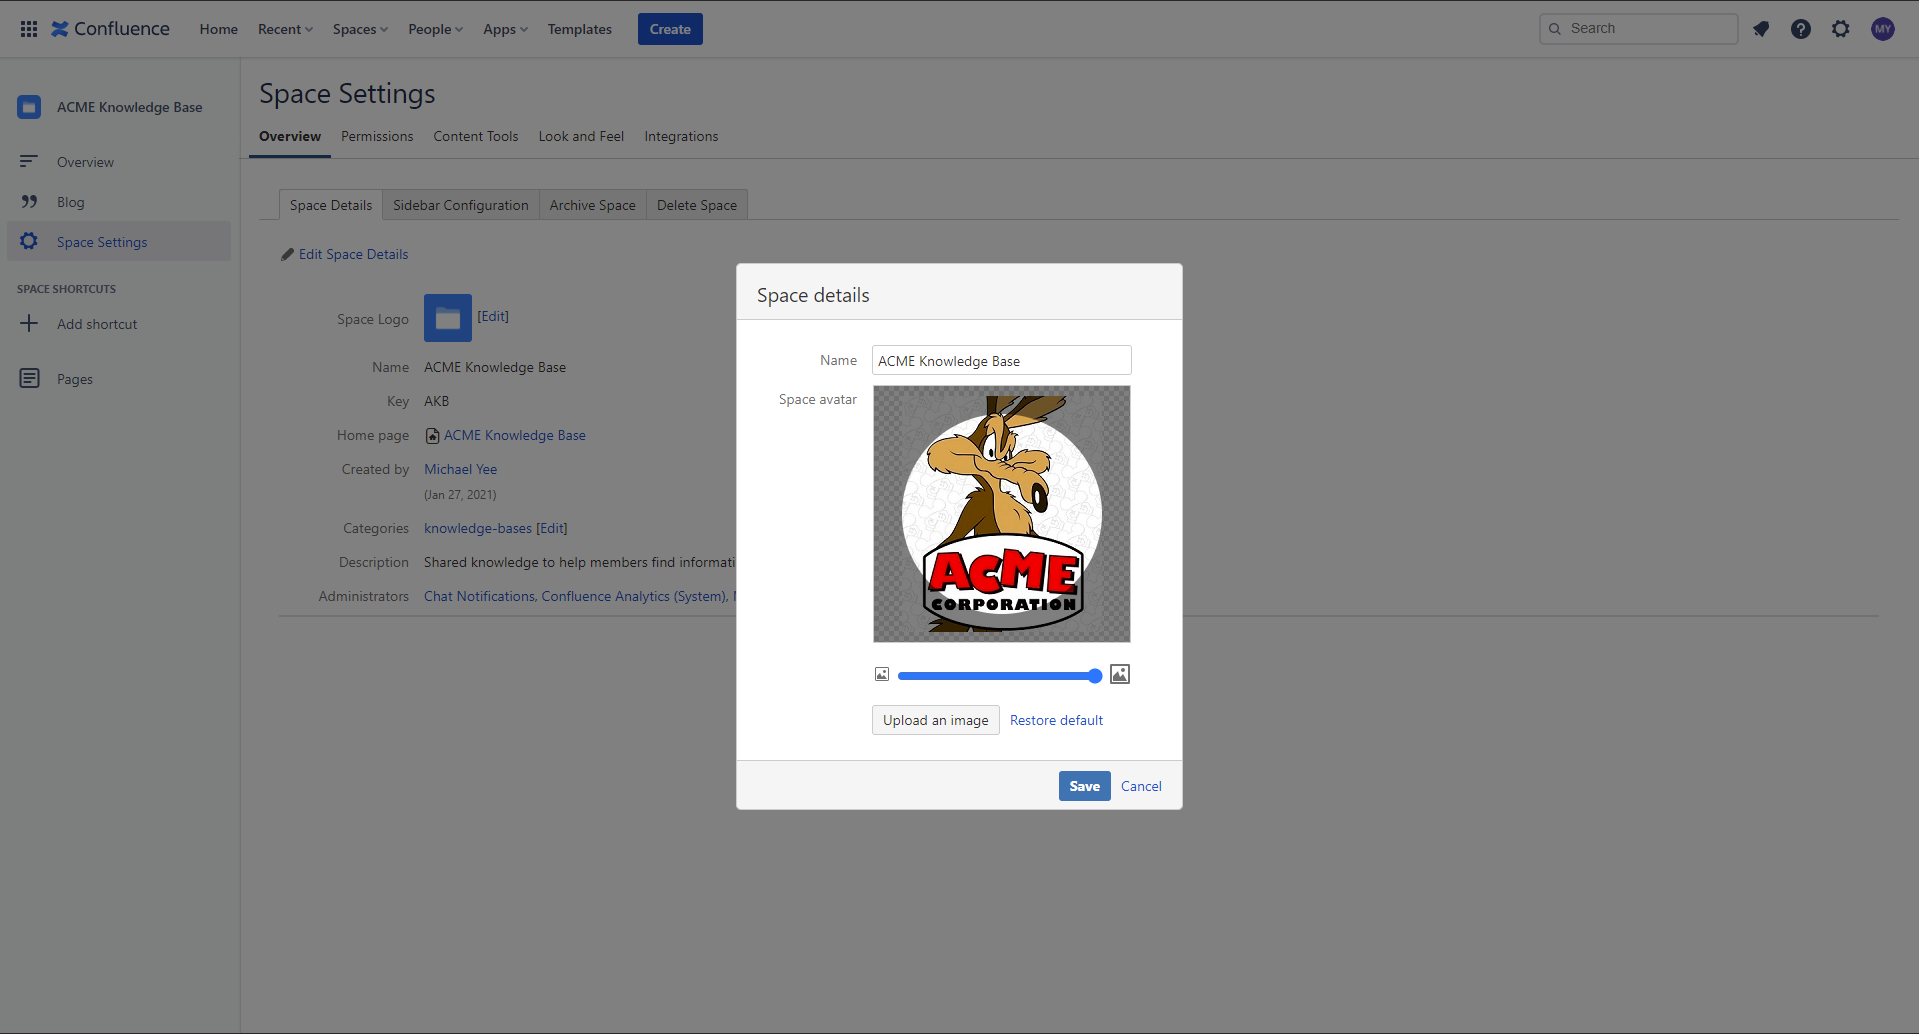 Confluence
Home
Recent
Spaces
People
Apps
Templates
Create
Search
MY
ACME Knowledge Base
Overview
Blog
Space Settings
SPACE SHORTCUTS
Add shortcut
Pages
Space Settings
Overview
Permissions
Content Tools
Look and Feel
Integrations
Space Details
Sidebar Configuration
Archive Space
Delete Space
Edit Space Details
Space Logo [Edit]
Name ACME Knowledge Base
Key AKB
Home page ACME Knowledge Base
Created by Michael Yee
(Jan 27, 2021)
Categories knowledge-bases [Edit]
Description Shared knowledge to help members find informati
Administrators Chat Notifications, Confluence Analytics (System),
Space details
Name ACME Knowledge Base
Space avatar
ACME
CORPORATION
Upload an image Restore default
Save Cancel